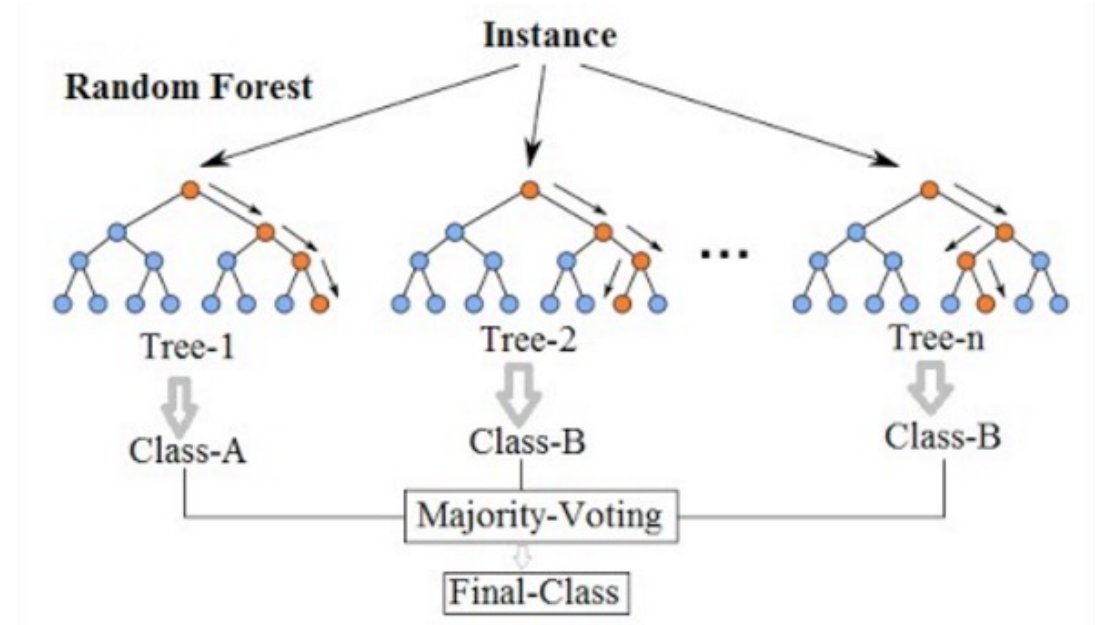 Instance
Random Forest
...
Tree-1
Tree-2
Tree-n
Class-A
Class-B
Class-B
Majority-Voting
Final-Class